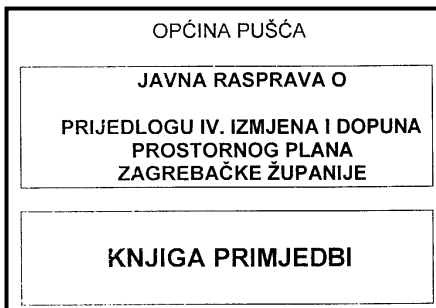 OPĆINA PUŠĆA
JAVNA RASPRAVA O
PRIJEDLOGU IV. IZMJENA I DOPUNA
PROSTORNOG PLANA
ZAGREBAČKE ŽUPANIJE
KNJIGA PRIMJEDBI